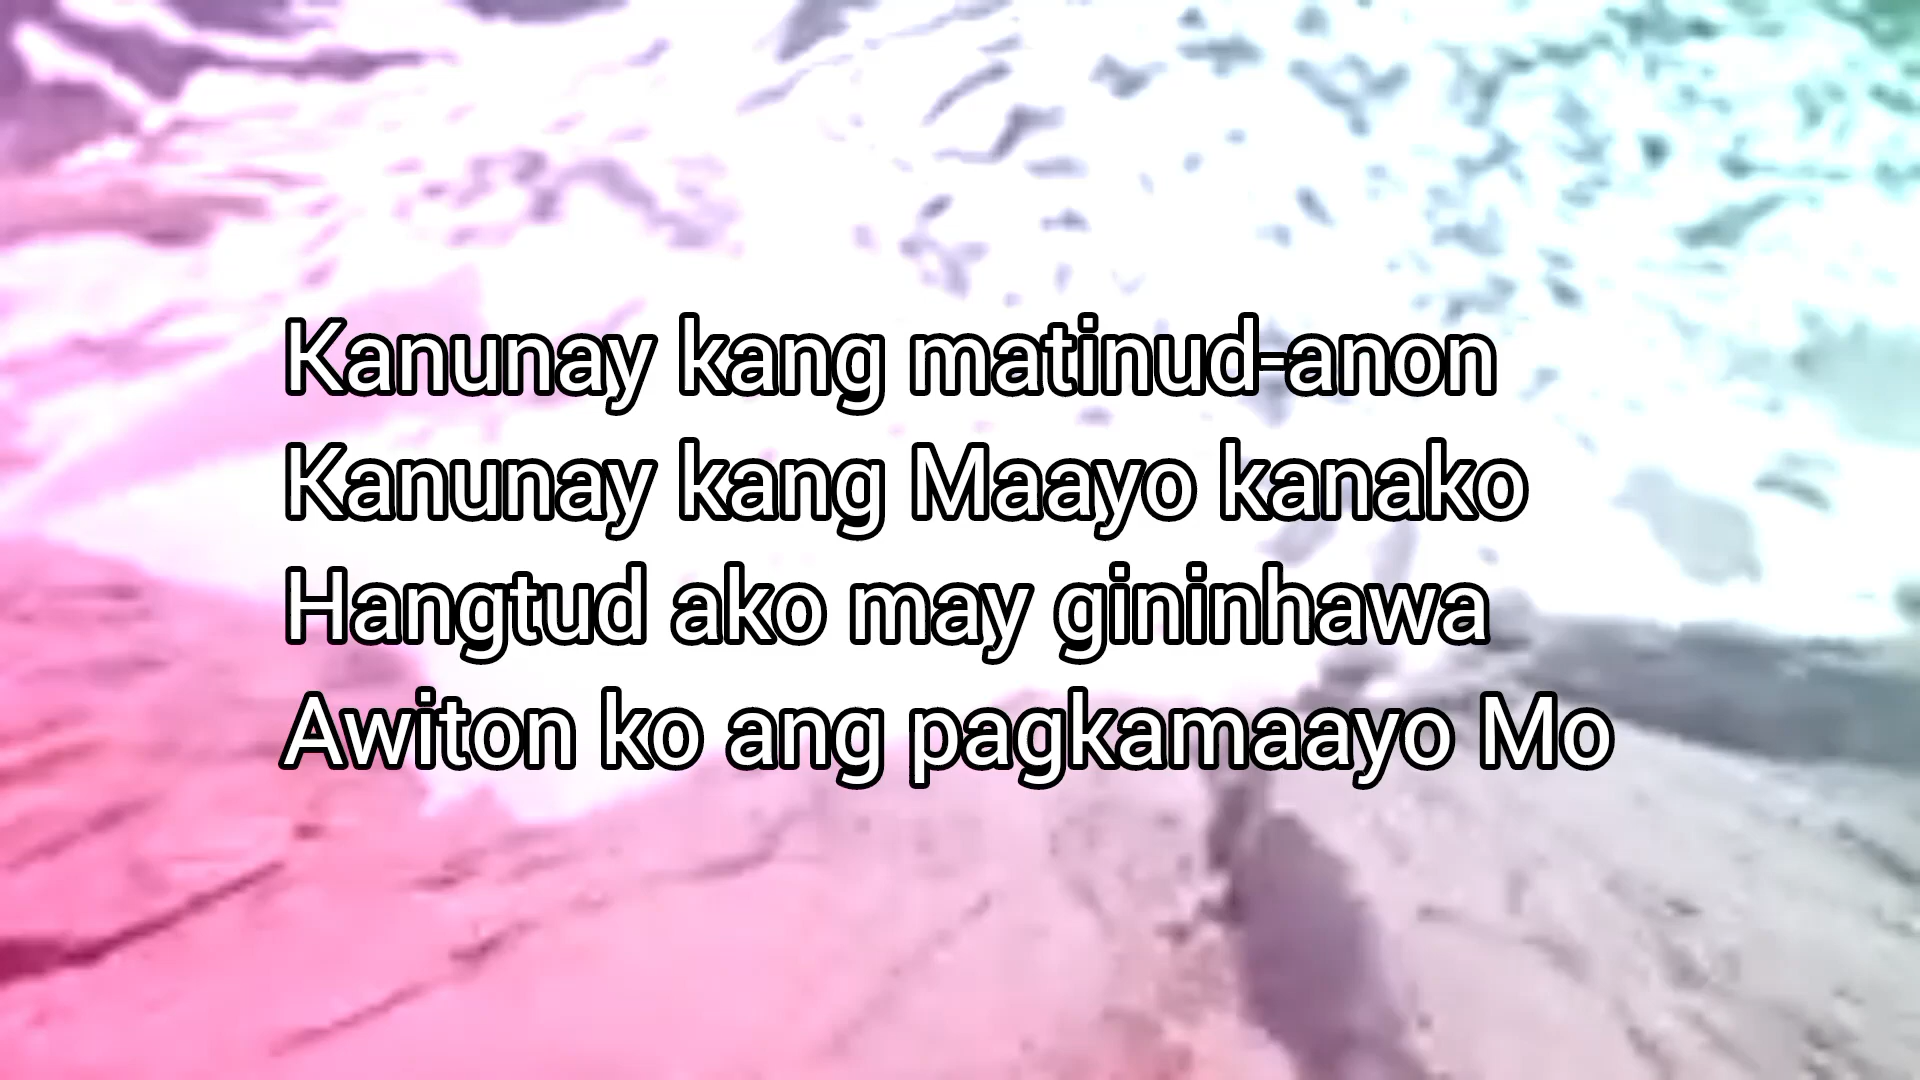 Kanunay kang matinud-anon
Kanunay kang Maayo kanako
Hangtud ako may gininhawa
Awiton ko ang pagkamaayo Mo